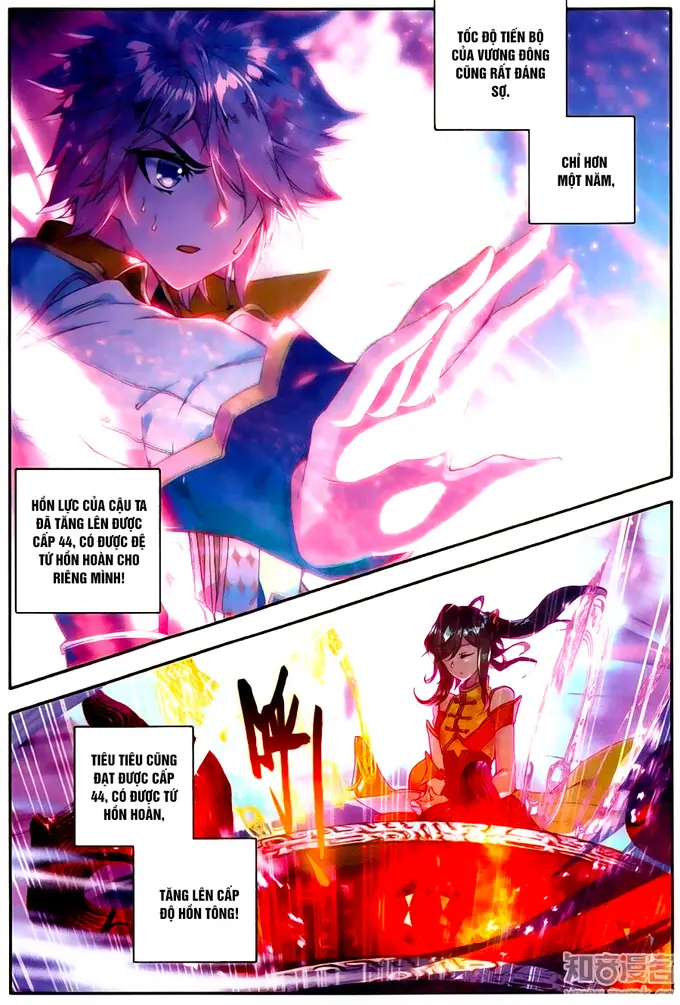 TỐC ĐỘ TIẾN BỘ
CỦA VƯƠNG ĐÔNG
CŨNG RẤT ĐÁNG
SỢ.
CHỈ HƠN
MỘT NĂM,
HỒN LỰC CỦA CẬU TA
ĐÃ TĂNG LÊN ĐƯỢC
CẤP 44, CÓ ĐƯỢC ĐỆ
TỨ HỒN HOÀN CHO
RIÊNG MÌNH!
TIÊU TIÊU CŨNG
ĐẠT ĐƯỢC CẤP
44, CÓ ĐƯỢC TỨ
HỒN HOÀN,
TĂNG LÊN CẤP
ĐỘ HỒN TÔNG!
知音漫客